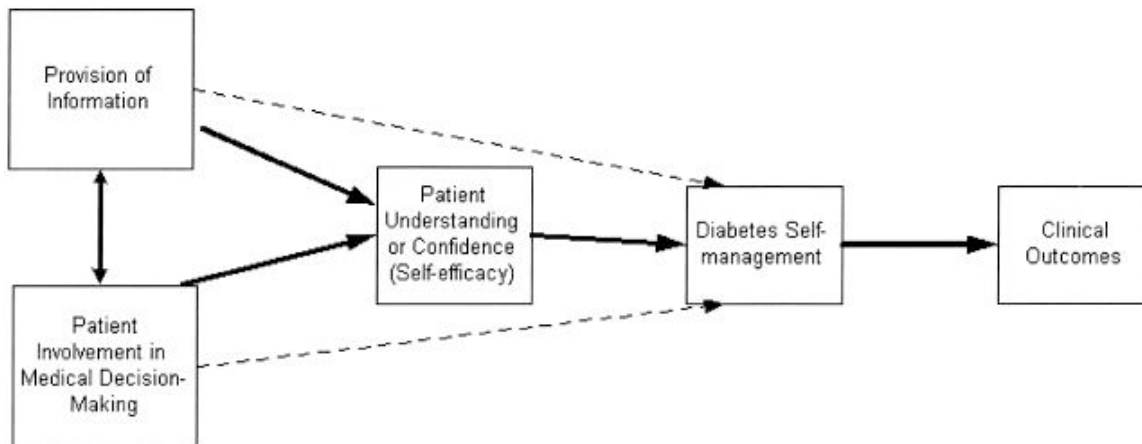 Provision of
Information
Patient
Understanding
or Confidence
(Self-efficacy)
Diabetes Self-
management
Clinical
Outcomes
Patient
Involvement in
Medical Decision-
Making